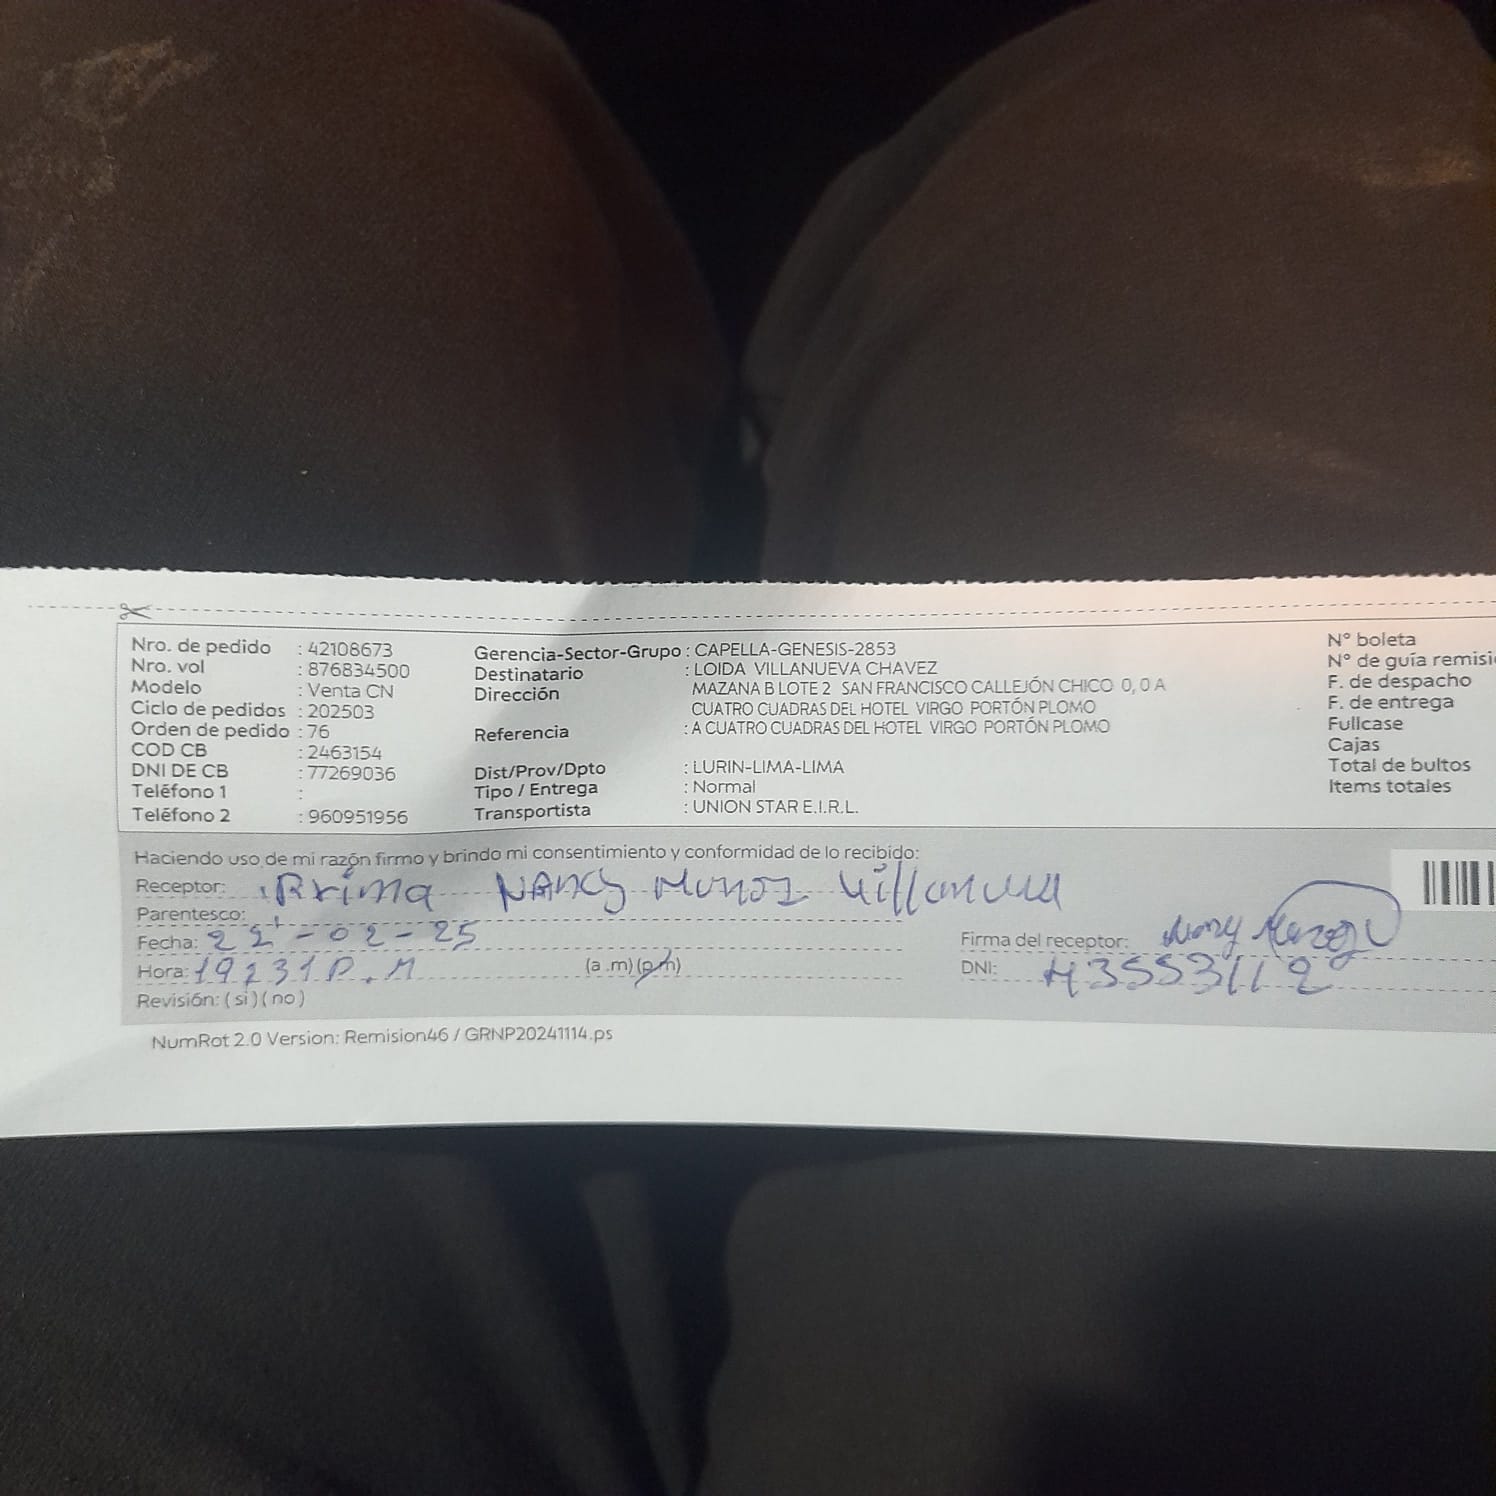 Nro. de pedido : 42108673
Nro. vol : 876834500
Modelo : Venta CN
Ciclo de pedidos : 202503
Orden de pedido : 76
COD CB : 2463154
DNI DE CB : 77269036
Teléfono 1 :
Teléfono 2 : 960951956
Gerencia-Sector-Grupo : CAPELLA-GENESIS-2853
Destinatario : LOIDA VILLANUEVA CHAVEZ
Dirección MAZANA B LOTE 2 SAN FRANCISCO CALLEJÓN CHICO 0, 0 A
CUATRO CUADRAS DEL HOTEL VIRGO PORTÓN PLOMO
Referencia : A CUATRO CUADRAS DEL HOTEL VIRGO PORTÓN PLOMO
Dist/Prov/Dpto : LURIN-LIMA-LIMA
Tipo / Entrega : Normal
Transportista : UNION STAR E.I.R.L.
N° boleta
N° de guía remisi
F. de despacho
F. de entrega
Fullcase
Cajas
Total de bultos
Items totales
Haciendo uso de mi razón firmo y brindo mi consentimiento y conformidad de lo recibido:
Receptor: Prima Nancy Munoz Villanueva
Parentesco:
Fecha: 22-02-25
Hora: 19231 P.M (a .m) (p.m)
Revisión: ( si ) ( no )
Firma del receptor: Nancy
DNI: 43553112
NumRot 2.0 Version: Remision46 / GRNP20241114.ps